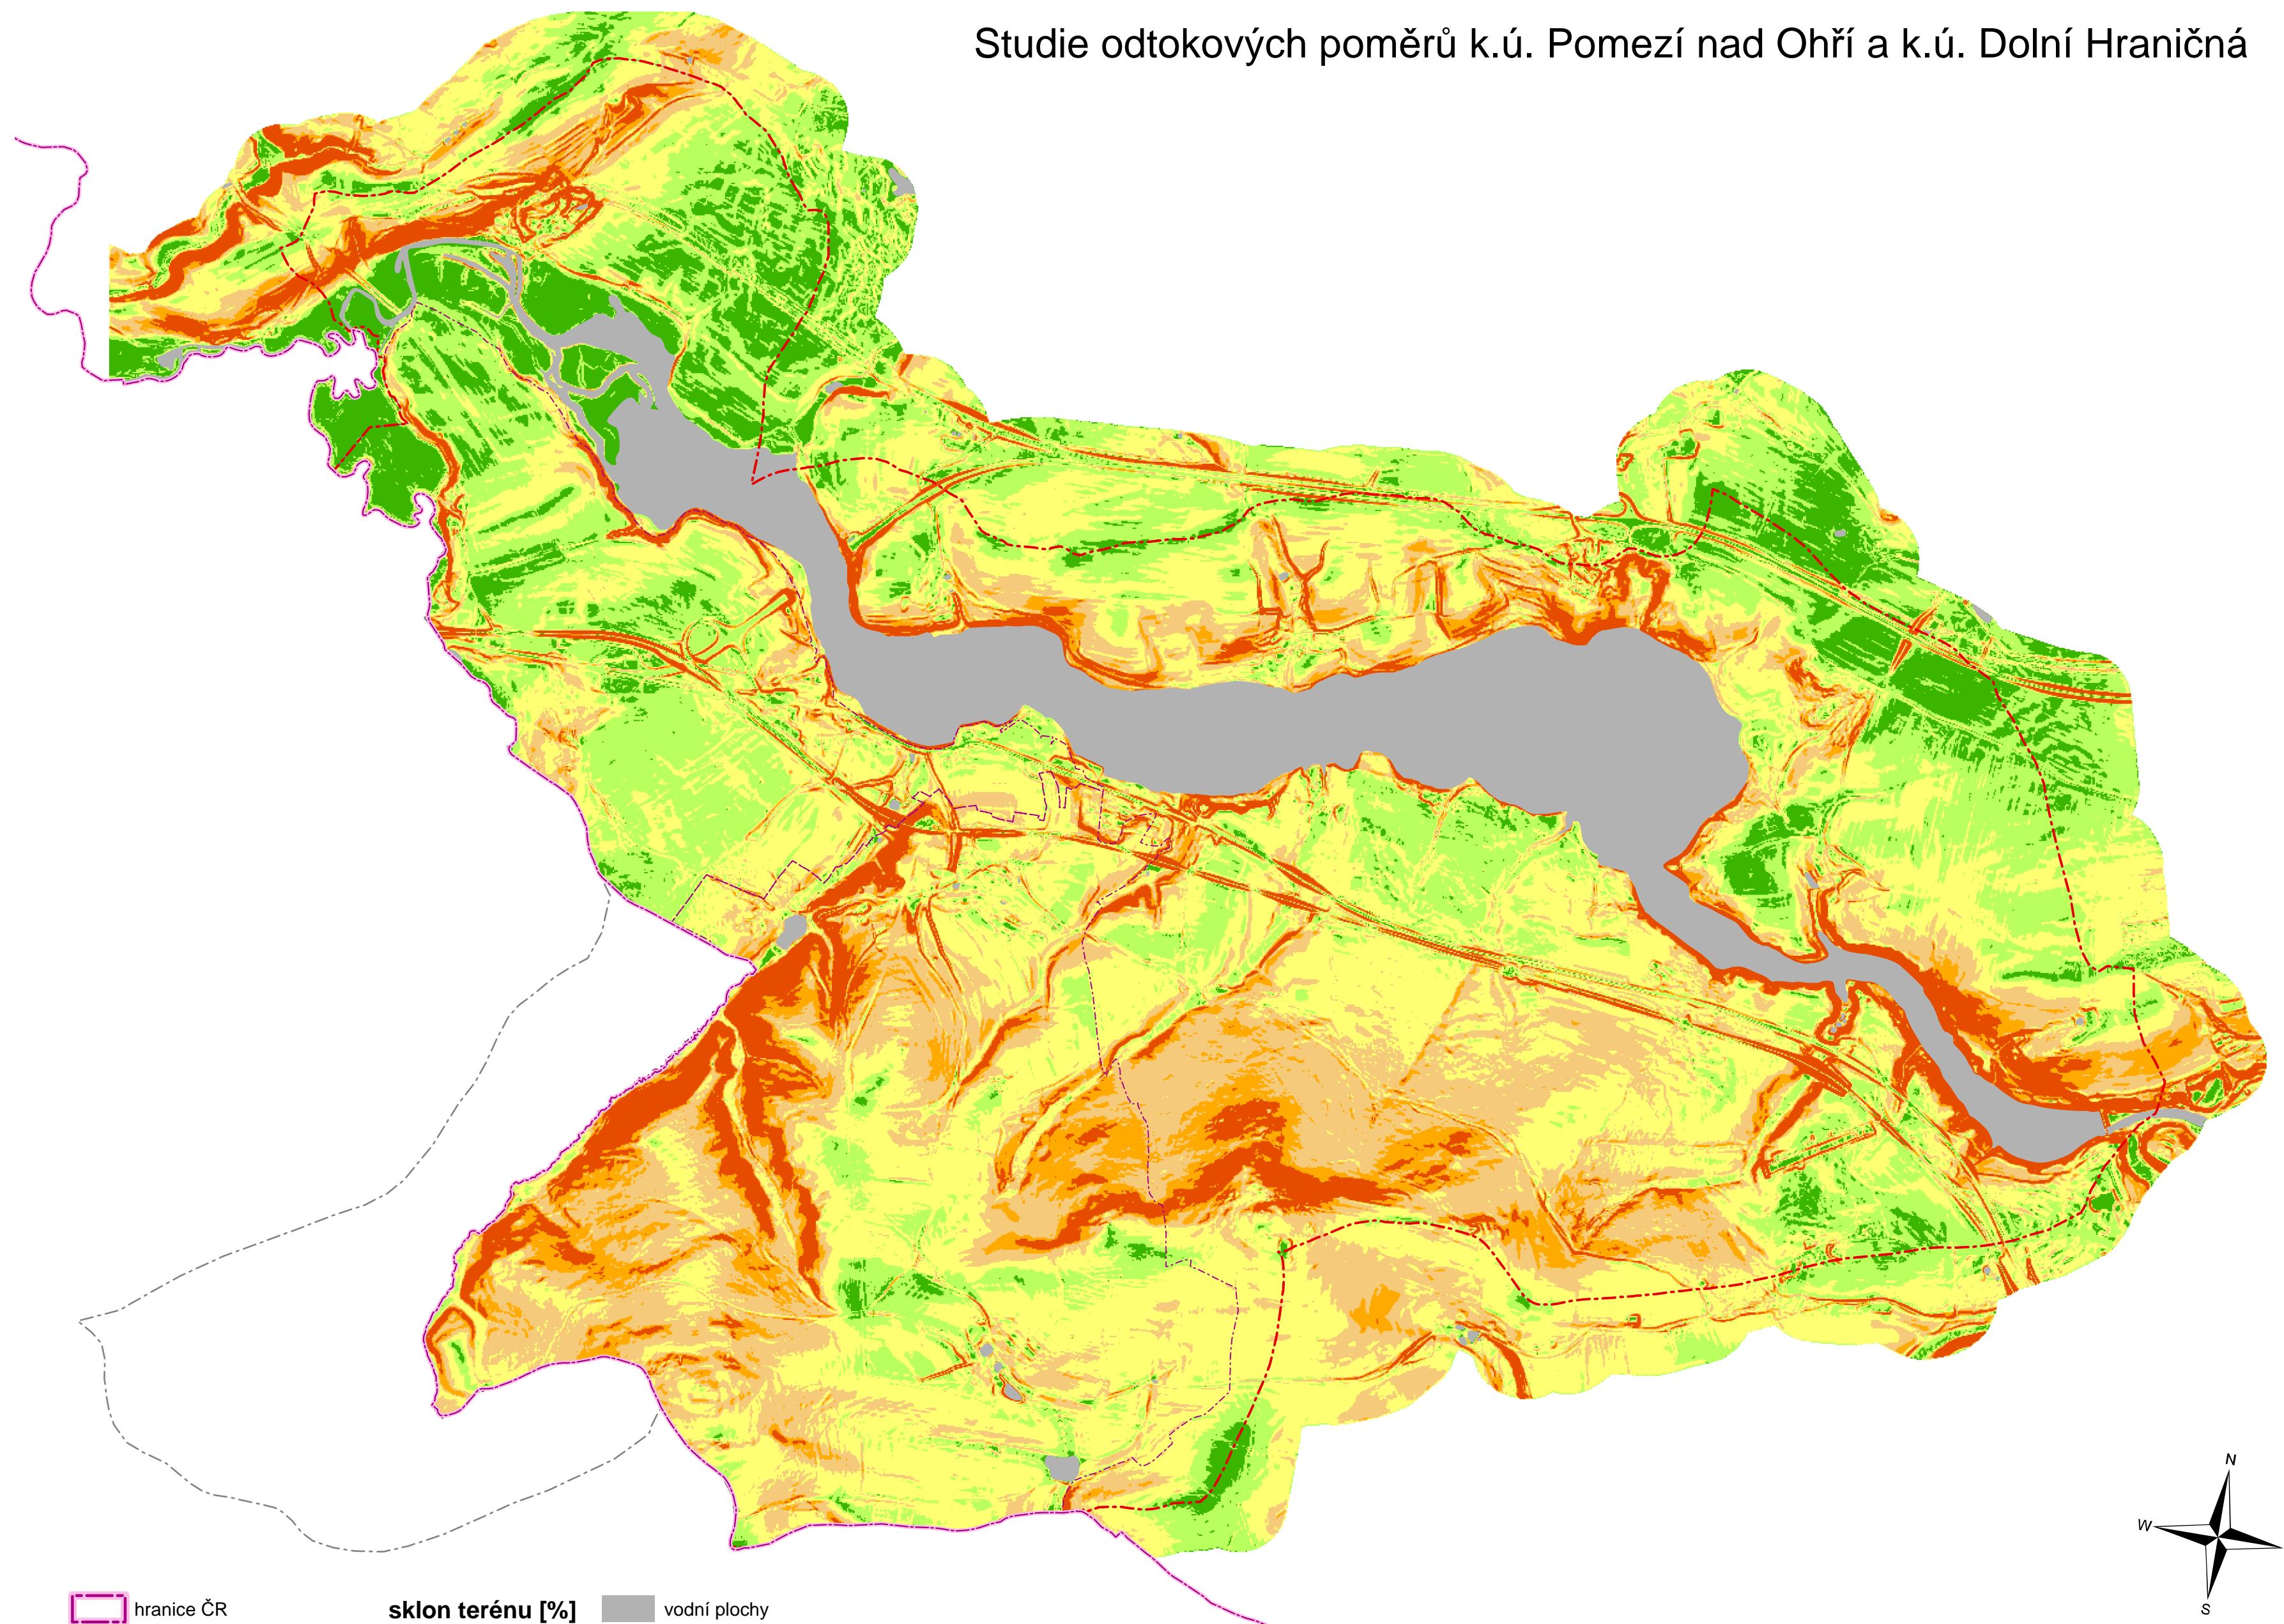 Studie odtokových poměrů k.ú. Pomezí nad Ohří a k.ú. Dolní Hraničná
N
W
S
hranice ČR
sklon terénu [%]
vodní plochy